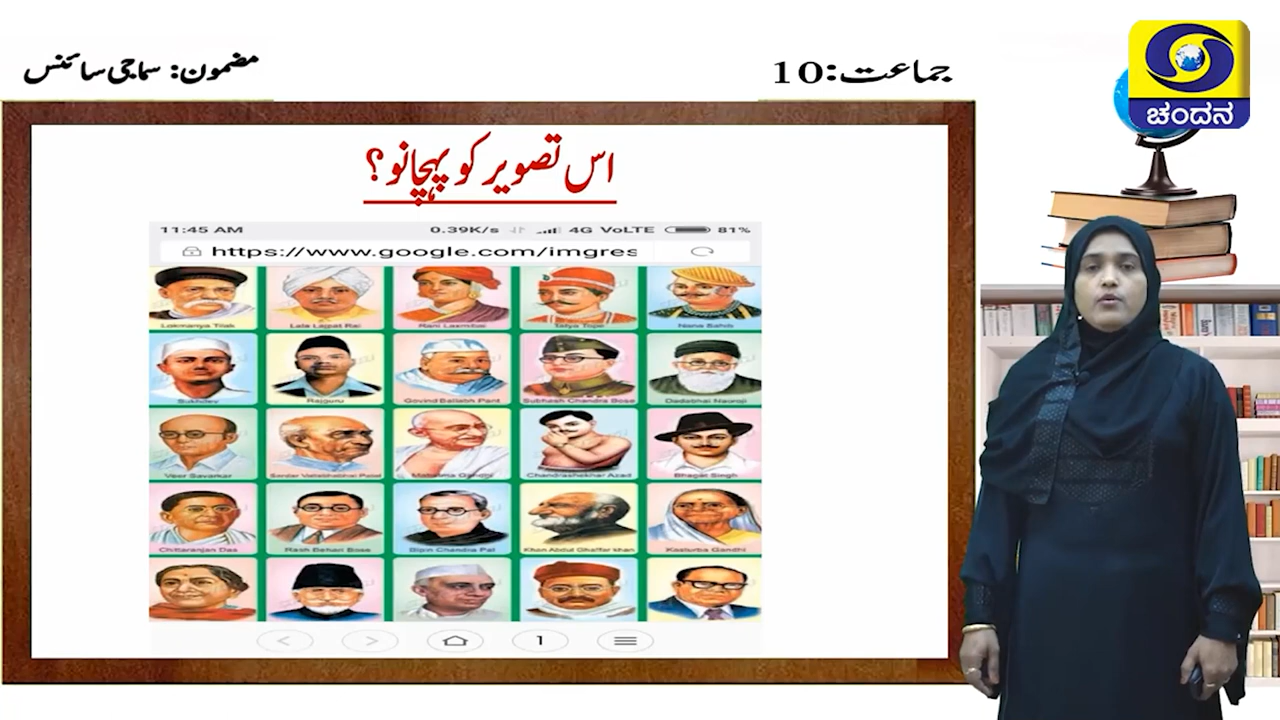 مضمون: سماجی سائنس
جماعت:10
ಚಂದನ
اس تصویر کو پہچانو؟
11:45 AM 0.39K/s 4G VoLTE 81%
https://www.google.com/imgres
Lokmanya Tilak Lala Lajpat Rai Rani Laxmibai Tatya Tope Nana Sahib
Sukhdev Rajguru Govind Ballabh Pant Subhash Chandra Bose Dadabhai Naoroji
Veer Savarkar Sardar Vallabhbhai Patel Mahatma Gandhi Chandrashekhar Azad Bhagat Singh
Chittaranjan Das Rash Behari Bose Bipin Chandra Pal Khan Abdul Ghaffar khan Kasturba Gandhi
1